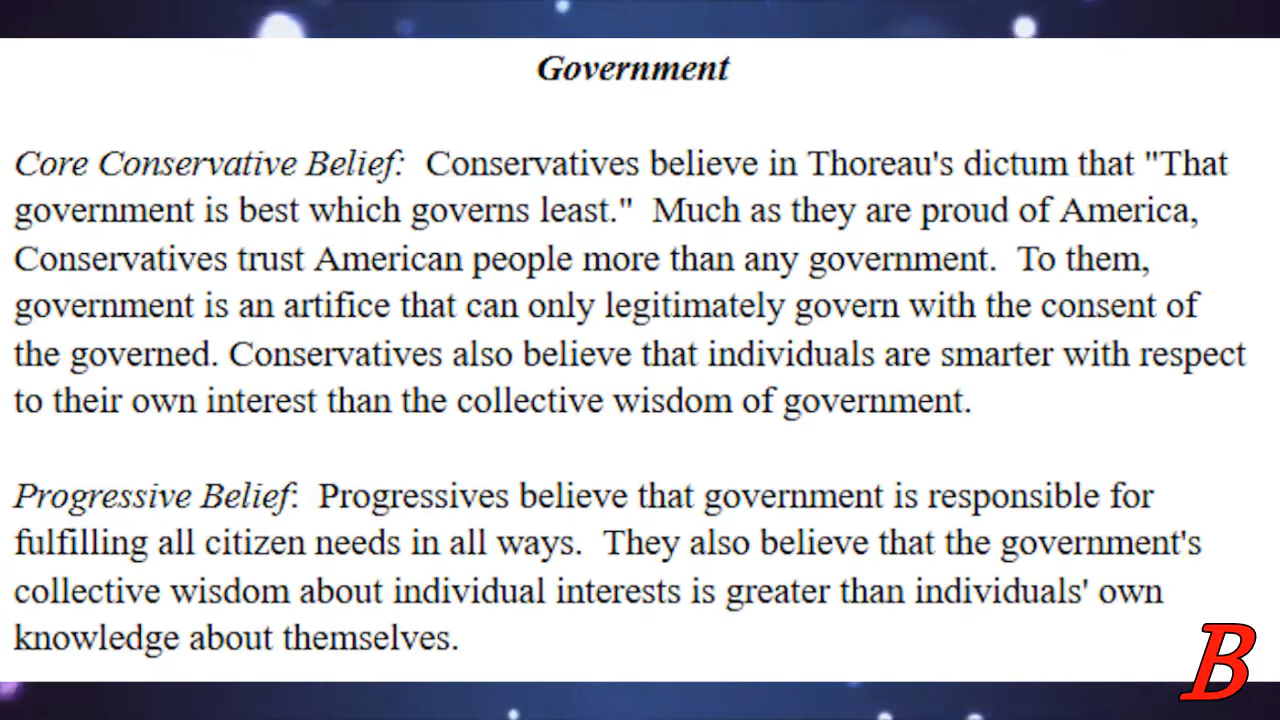 Government
Core Conservative Belief:  Conservatives believe in Thoreau's dictum that "That
government is best which governs least."  Much as they are proud of America,
Conservatives trust American people more than any government.  To them,
government is an artifice that can only legitimately govern with the consent of
the governed. Conservatives also believe that individuals are smarter with respect
to their own interest than the collective wisdom of government.
Progressive Belief:  Progressives believe that government is responsible for
fulfilling all citizen needs in all ways.  They also believe that the government's
collective wisdom about individual interests is greater than individuals' own
knowledge about themselves.
B